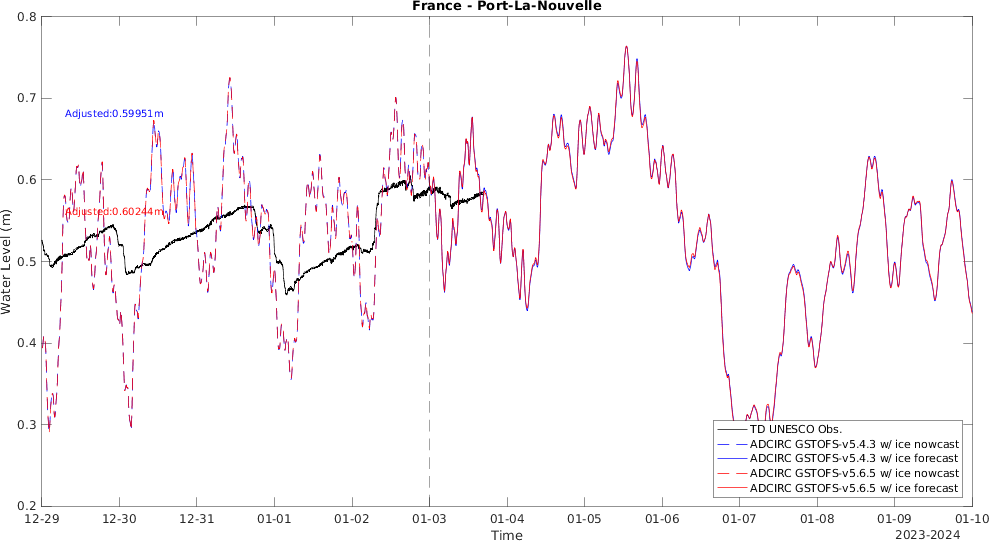 France - Port-La-Nouvelle
0.8
0.7
0.6
0.5
0.4
0.3
0.2
Water Level (m)
Adjusted:0.59951m
Adjusted:0.60244m
TD UNESCO Obs.
ADCIRC GSTOFS-v5.4.3 w/ ice nowcast
ADCIRC GSTOFS-v5.4.3 w/ ice forecast
ADCIRC GSTOFS-v5.6.5 w/ ice nowcast
ADCIRC GSTOFS-v5.6.5 w/ ice forecast
12-29 12-30 12-31 01-01 01-02 01-03 01-04 01-05 01-06 01-07 01-08 01-09 01-10
Time
2023-2024